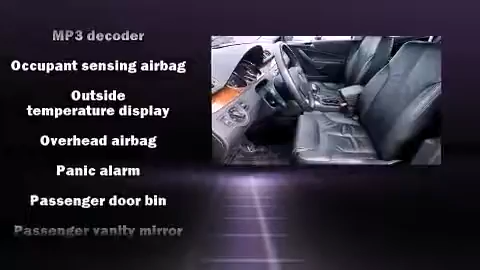 MP3 decoder
Occupant sensing airbag
Outside
temperature display
Overhead airbag
Panic alarm
Passenger door bin
Passenger vanity mirror